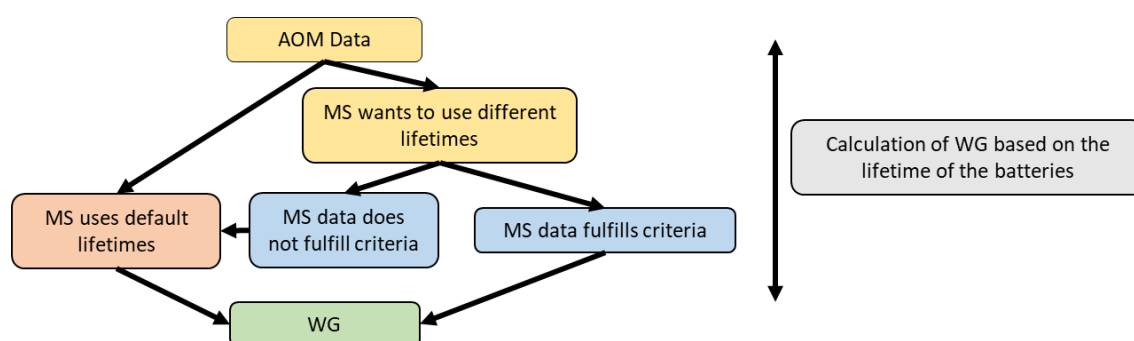 AOM Data
MS wants to use different
lifetimes
Calculation of WG based on the
lifetime of the batteries
MS uses default
lifetimes
MS data does
not fulfill criteria
MS data fulfills criteria
WG